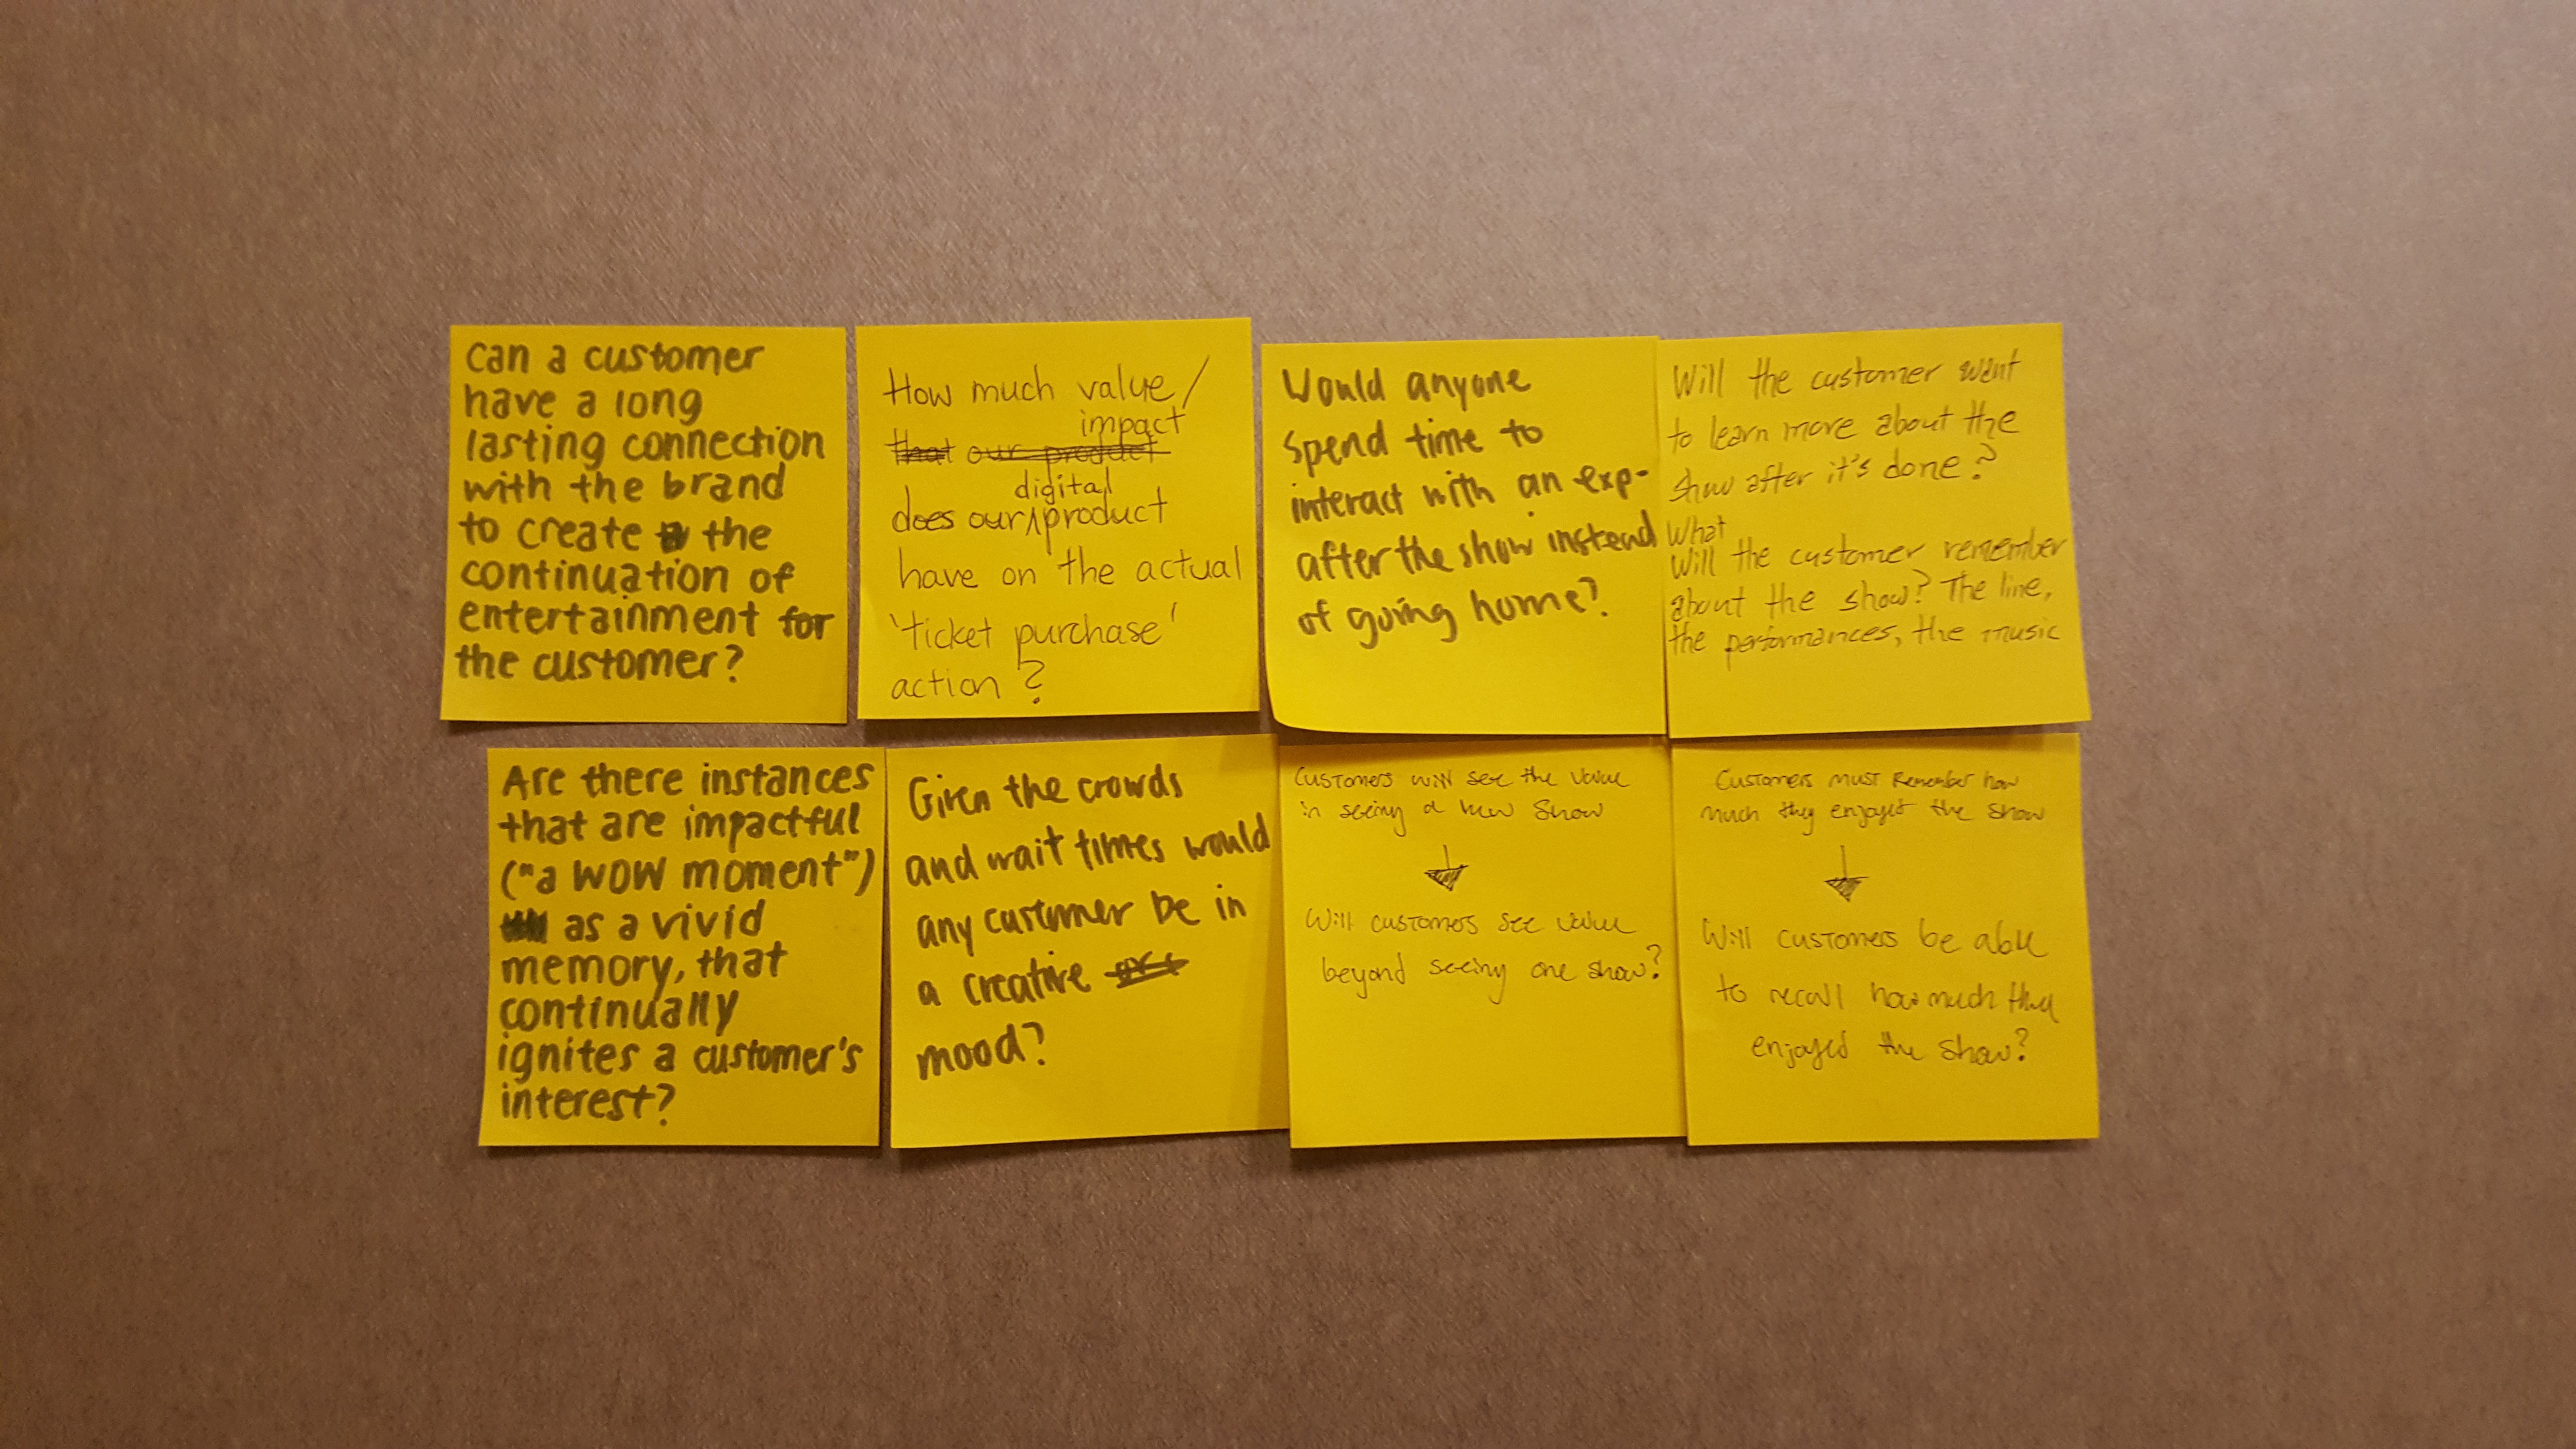 Can a customer
have a long
lasting connection
with the brand
to create the
continuation of
entertainment for
the customer?
How much value/
impact
that our product
digital
does our product
have on the actual
'ticket purchase'
action?
Would anyone
spend time to
interact with an exp-
after the show instead
of going home?
Will the customer want
to learn more about the
show after it's done?
What
Will the customer remember
about the show? The line,
the performances, the music
Are there instances
that are impactful
("a WOW moment")
as a vivid
memory, that
continually
ignites a customer's
interest?
Given the crowds
and wait times would
any customer be in
a creative
mood?
Customers will see the value
in seeing a new show
Will customers see value
beyond seeing one show?
Customers must remember how
much they enjoyed the show
Will customers be able
to recall how much they
enjoyed the show?